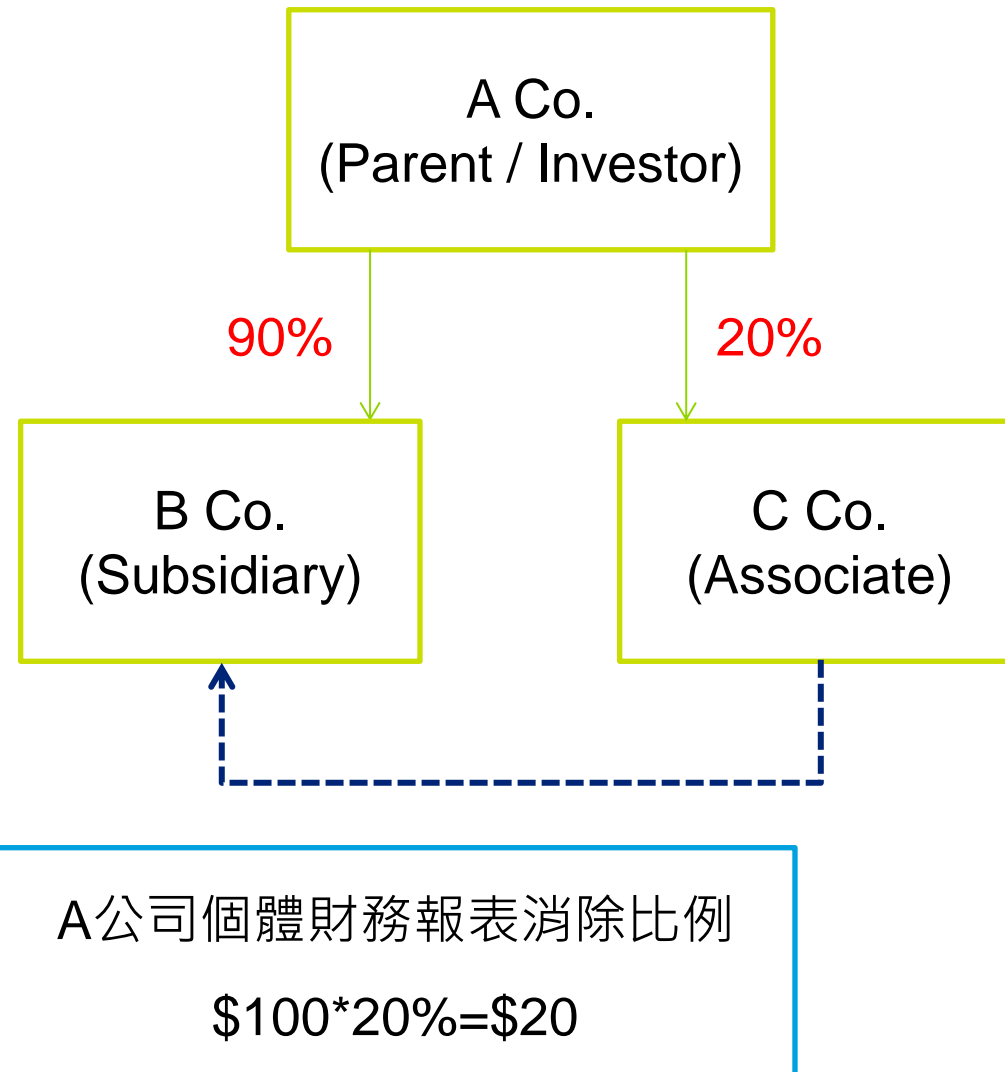 A Co.
(Parent / Investor)
90%
20%
B Co.
(Subsidiary)
C Co.
(Associate)
A公司個體財務報表消除比例
$100*20%=$20